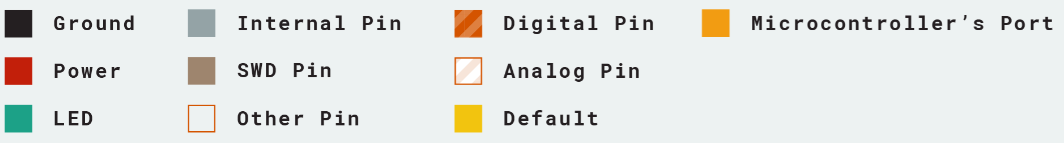 Ground
Internal Pin
Digital Pin
Microcontroller’s Port
Power
SWD Pin
Analog Pin
LED
Other Pin
Default